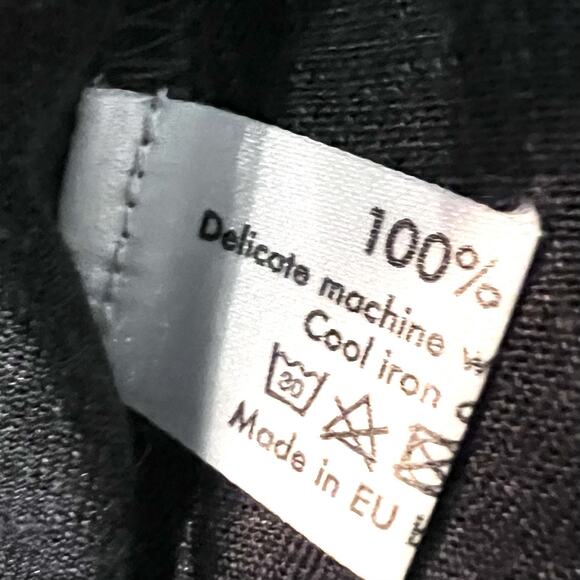 100%
Delicate machine
Cool iron
30
Made in EU